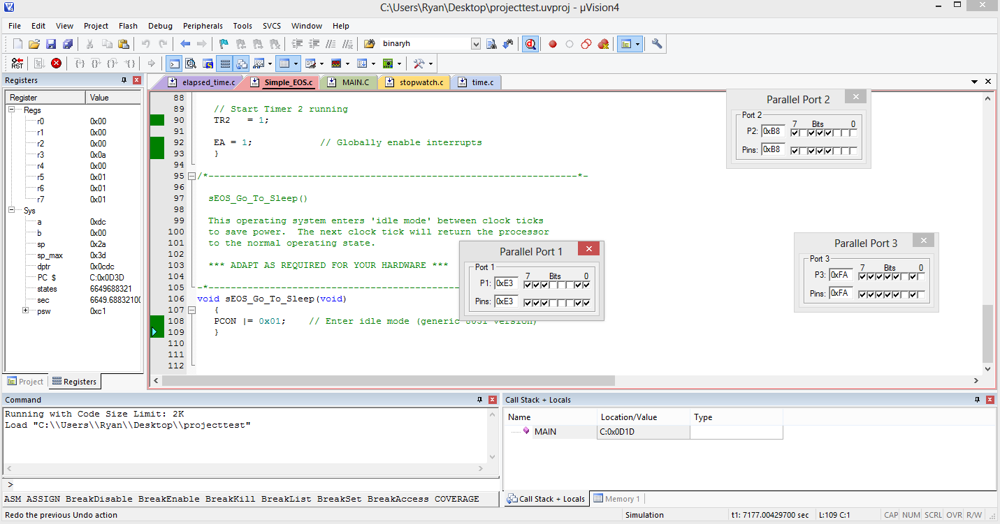 C:\Users\Ryan\Desktop\projecttest.uvproj - µVision4
File Edit View Project Flash Debug Peripherals Tools SVCS Window Help
binaryh
Registers
Register Value
Regs
r0 0x00
r1 0x00
r2 0x00
r3 0x0a
r4 0x00
r5 0x01
r6 0x01
r7 0x01
Sys
a 0xdc
b 0x00
sp 0x2a
sp_max 0x3d
dptr 0x0cdc
PC $ C:0x0D3D
states 6649688321
sec 6649.68832100
psw 0xc1
Project Registers
elapsed_time.c Simple_EOS.c MAIN.C stopwatch.c time.c
88
89 // Start Timer 2 running
90 TR2 = 1;
91
92 EA = 1; // Globally enable interrupts
93 }
94
95 /*------------------------------------------------------------------*-
96
97 sEOS_Go_To_Sleep()
98
99 This operating system enters 'idle mode' between clock ticks
100 to save power. The next clock tick will return the processor
101 to the normal operating state.
102
103 *** ADAPT AS REQUIRED FOR YOUR HARDWARE ***
104
105 -*---------------------------------------------
106 void sEOS_Go_To_Sleep(void)
107 {
108 PCON |= 0x01; // Enter idle mode (generic 8051 version)
109 }
110
111
112
Parallel Port 2
Port 2
7 Bits 0
P2: 0xB8
Pins: 0xB8
Parallel Port 1
Port 1
7 Bits 0
P1: 0xE3
Pins: 0xE3
Parallel Port 3
Port 3
7 Bits 0
P3: 0xFA
Pins: 0xFA
Command
Running with Code Size Limit: 2K
Load "C:\\Users\\Ryan\\Desktop\\projecttest"
>
ASM ASSIGN BreakDisable BreakEnable BreakKill BreakList BreakSet BreakAccess COVERAGE
Call Stack + Locals
Name Location/Value Type
MAIN C:0x0D1D
Call Stack + Locals Memory 1
Redo the previous Undo action Simulation t1: 7177.00429700 sec L:109 C:1 CAP NUM SCRL OVR R/W